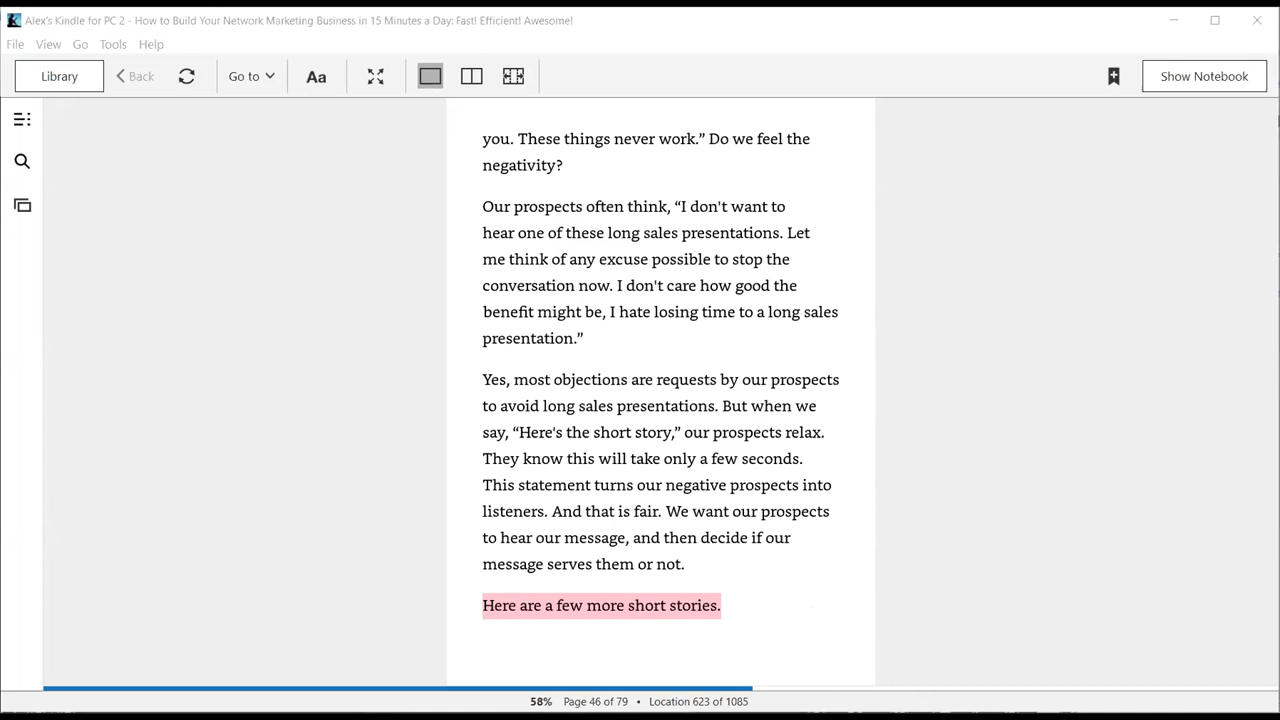 Alex's Kindle for PC 2 - How to Build Your Network Marketing Business in 15 Minutes a Day: Fast! Efficient! Awesome!
File View Go Tools Help
Library Back Go to Aa Show Notebook
you. These things never work.” Do we feel the
negativity?
Our prospects often think, “I don't want to
hear one of these long sales presentations. Let
me think of any excuse possible to stop the
conversation now. I don't care how good the
benefit might be, I hate losing time to a long sales
presentation.”
Yes, most objections are requests by our prospects
to avoid long sales presentations. But when we
say, “Here's the short story,” our prospects relax.
They know this will take only a few seconds.
This statement turns our negative prospects into
listeners. And that is fair. We want our prospects
to hear our message, and then decide if our
message serves them or not.
Here are a few more short stories.
58% Page 46 of 79 • Location 623 of 1085